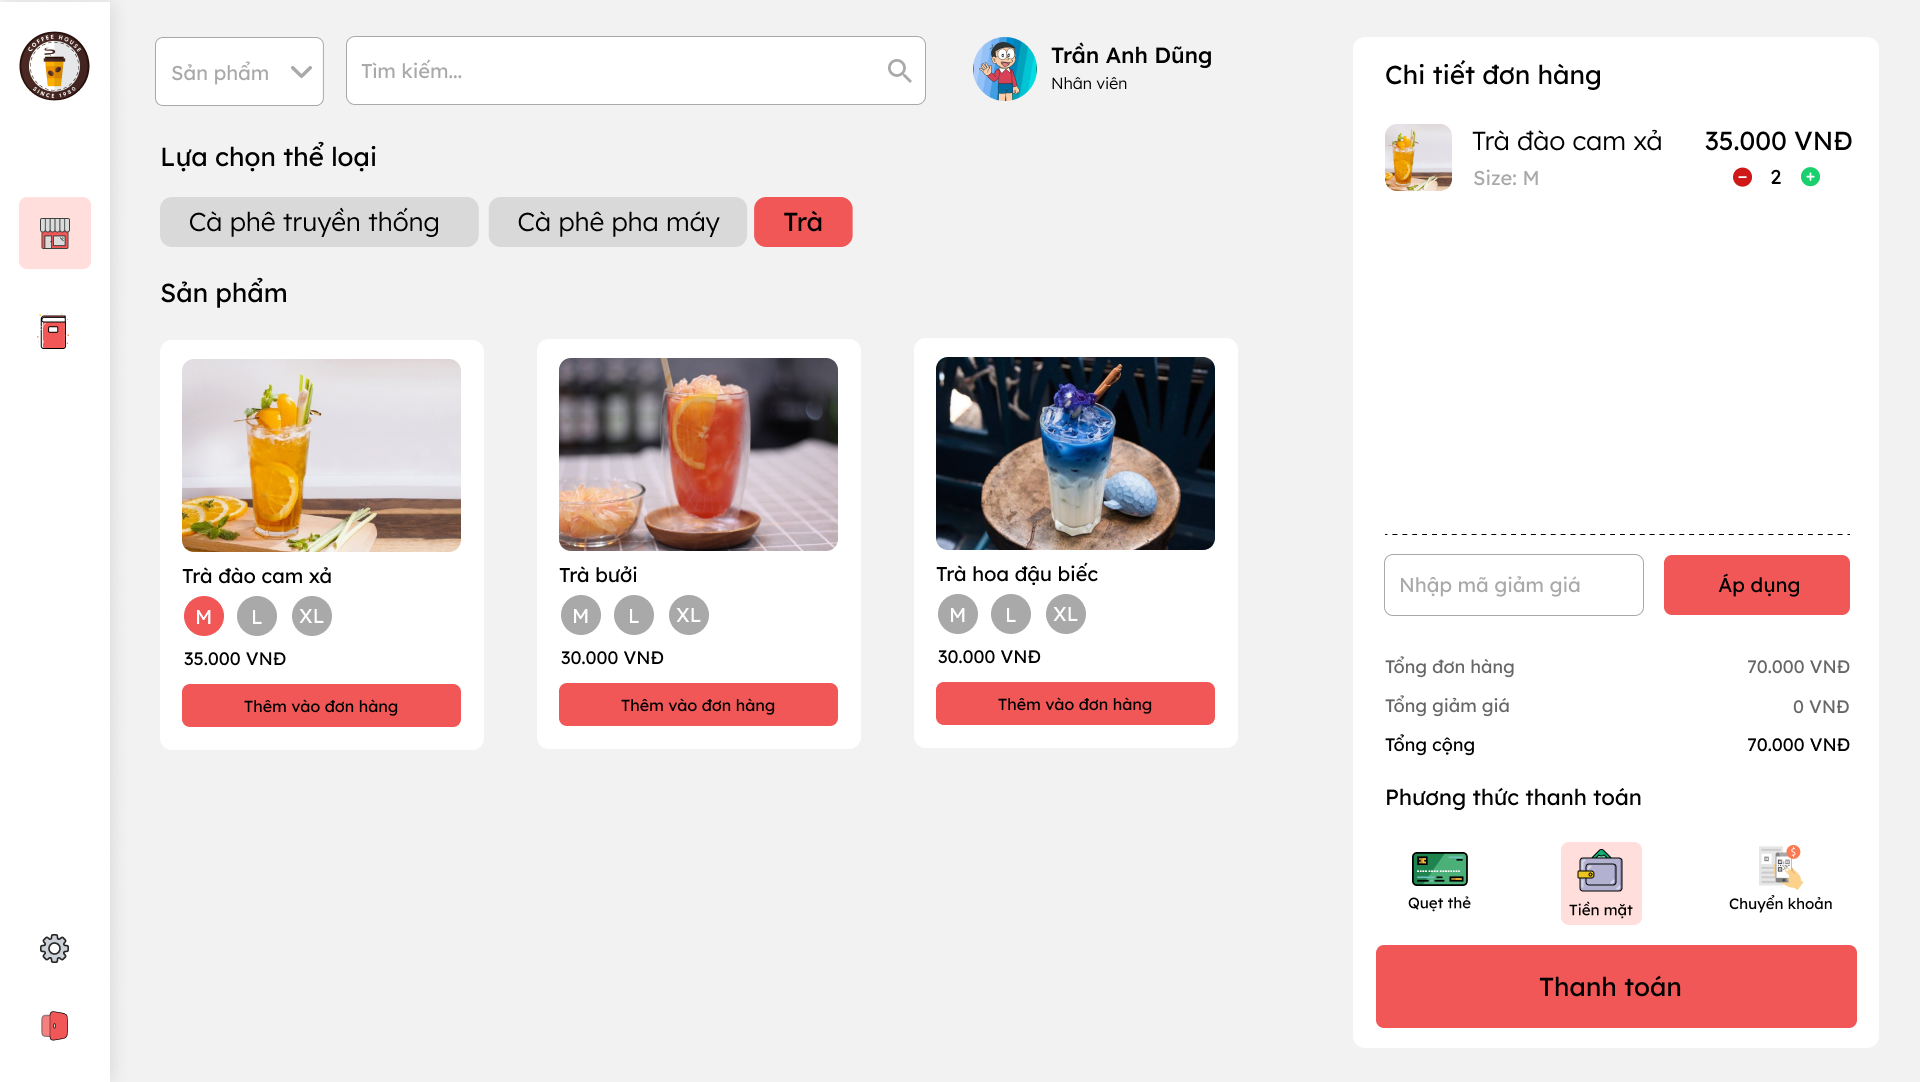 COFFEE HOUSE
SINCE 1980
Sản phẩm
Tìm kiếm...
Trần Anh Dũng
Nhân viên
Lựa chọn thể loại
Cà phê truyền thống
Cà phê pha máy
Trà
Sản phẩm
Trà đào cam xả
M
L
XL
35.000 VNĐ
Thêm vào đơn hàng
Trà bưởi
M
L
XL
30.000 VNĐ
Thêm vào đơn hàng
Trà hoa đậu biếc
M
L
XL
30.000 VNĐ
Thêm vào đơn hàng
Chi tiết đơn hàng
Trà đào cam xả
35.000 VNĐ
Size: M
2
Nhập mã giảm giá
Áp dụng
Tổng đơn hàng
70.000 VNĐ
Tổng giảm giá
0 VNĐ
Tổng cộng
70.000 VNĐ
Phương thức thanh toán
Quẹt thẻ
Tiền mặt
Chuyển khoản
Thanh toán